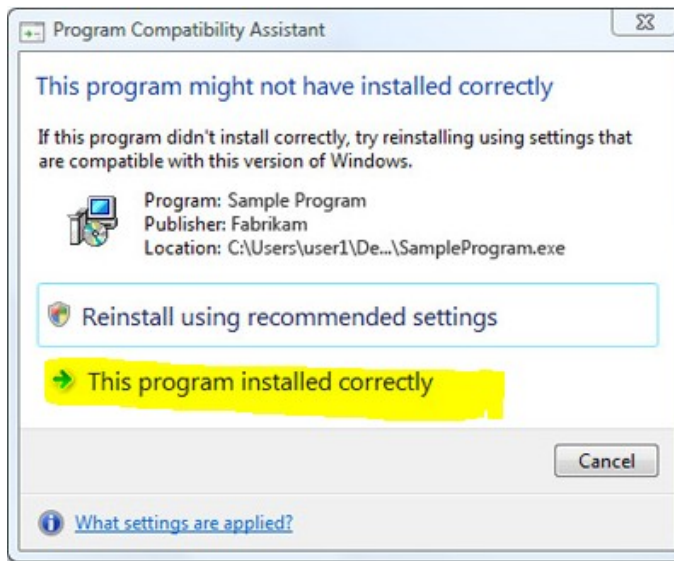 Program Compatibility Assistant
This program might not have installed correctly
If this program didn't install correctly, try reinstalling using settings that
are compatible with this version of Windows.
Program: Sample Program
Publisher: Fabrikam
Location: C:\Users\user1\De...\SampleProgram.exe
Reinstall using recommended settings
This program installed correctly
Cancel
What settings are applied?